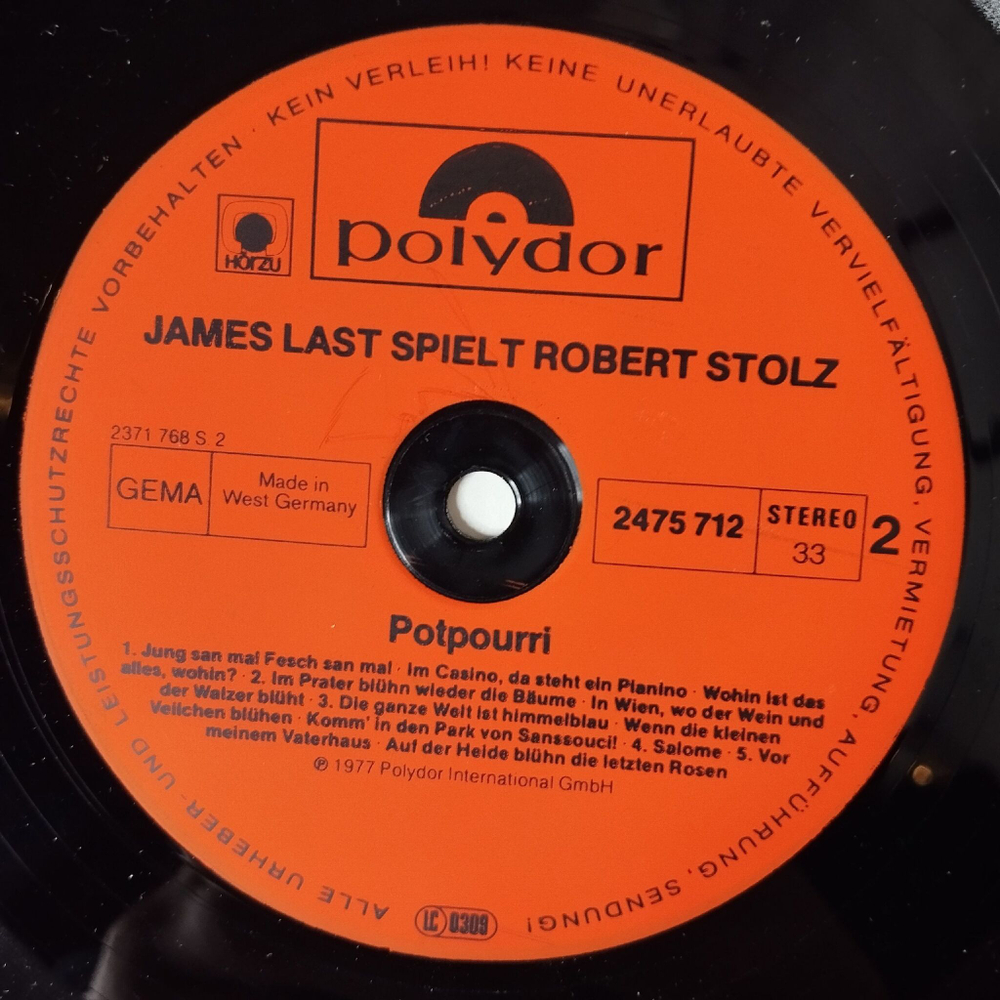 ALLE URHEBER- UND LEISTUNGSSCHUTZRECHTE VORBEHALTEN · KEIN VERLEIH! KEINE UNERLAUBTE VERVIELFÄLTIGUNG, VERMIETUNG, AUFFÜHRUNG, SENDUNG!
HÖRZU
polydor
JAMES LAST SPIELT ROBERT STOLZ
2371 768 S 2
GEMA
Made in
West Germany
2475 712
STEREO
33
2
Potpourri
1. Jung san mal Fesch san mal · Im Casino, da steht ein Pianino · Wohin ist das
alles, wohin? · 2. Im Prater blühn wieder die Bäume · In Wien, wo der Wein und
der Walzer blüht · 3. Die ganze Welt ist himmelblau · Wenn die kleinen
Veilchen blühen · Komm' in den Park von Sanssouci! · 4. Salome · 5. Vor
meinem Vaterhaus · Auf der Heide blühn die letzten Rosen
℗ 1977 Polydor International GmbH
LC 0309